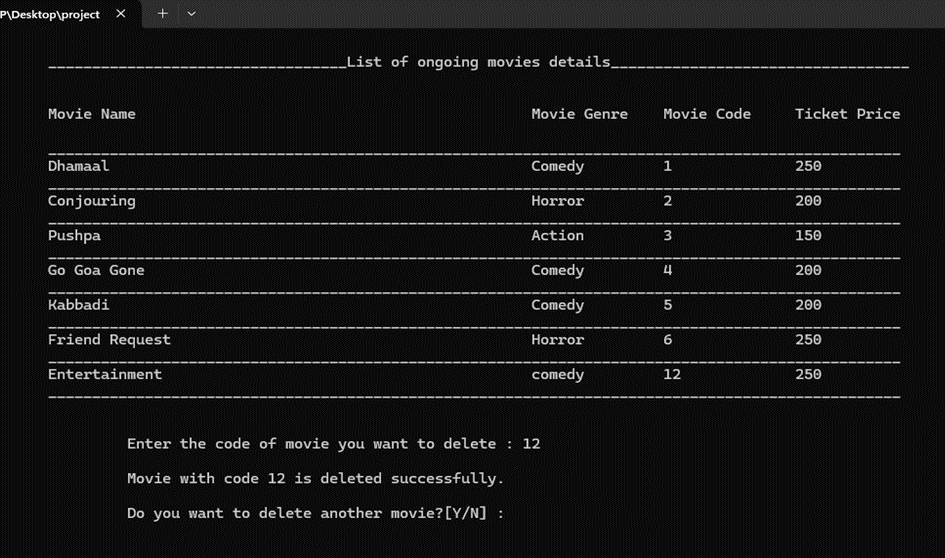 P\Desktop\project
_________________________________List of ongoing movies details_________________________________
Movie Name Movie Genre Movie Code Ticket Price
Dhamaal Comedy 1 250
Conjouring Horror 2 200
Pushpa Action 3 150
Go Goa Gone Comedy 4 200
Kabbadi Comedy 5 200
Friend Request Horror 6 250
Entertainment comedy 12 250
Enter the code of movie you want to delete : 12
Movie with code 12 is deleted successfully.
Do you want to delete another movie?[Y/N] :